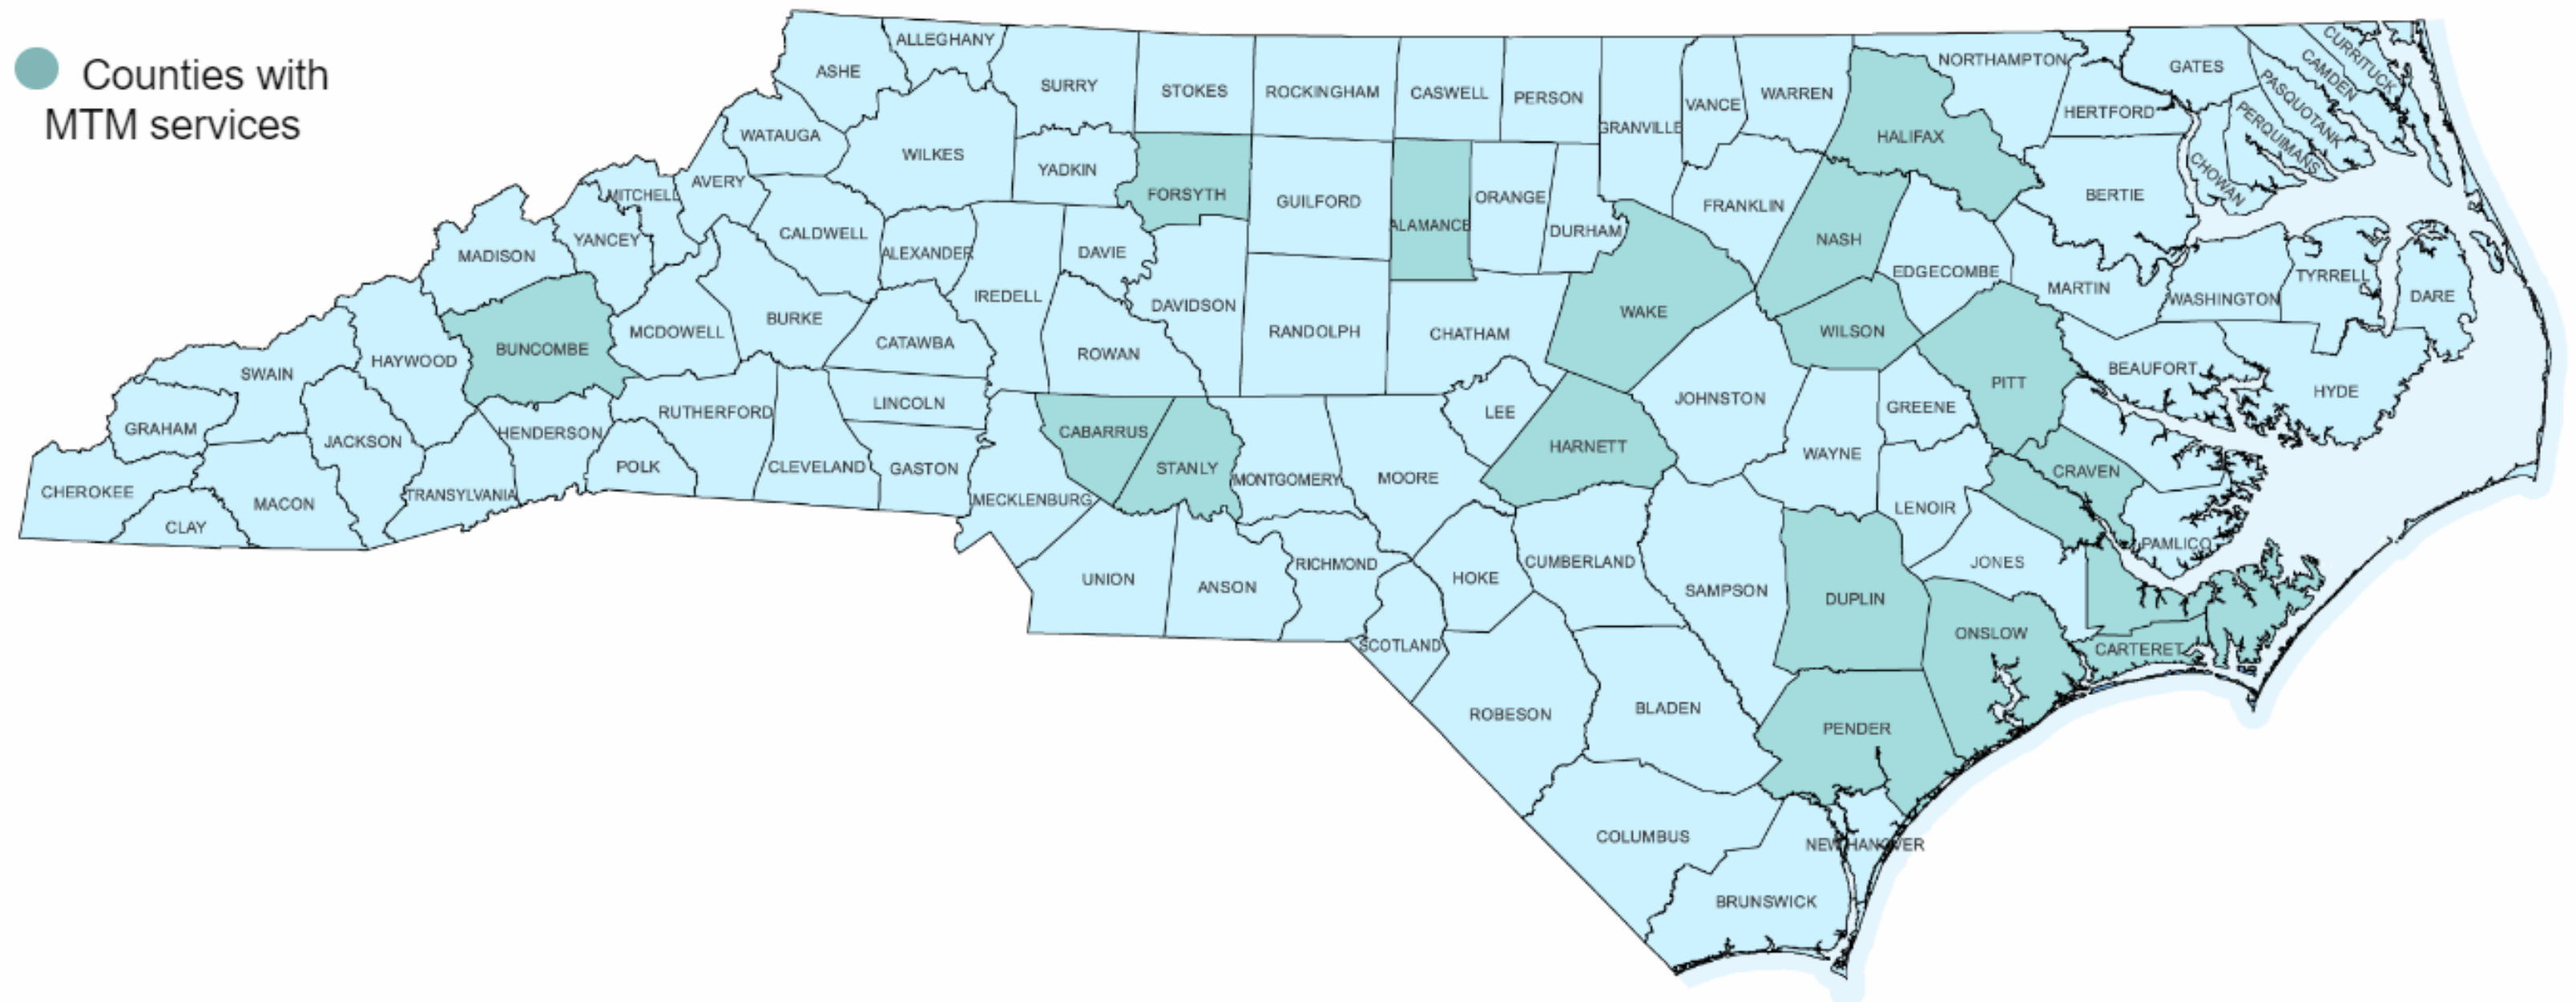 Counties with
MTM services
ALLEGHANY
ASHE
SURRY
STOKES
ROCKINGHAM
CASWELL
PERSON
GRANVILLE
VANCE
WARREN
NORTHAMPTON
GATES
CURRITUCK
CAMDEN
PASQUOTANK
PERQUIMANS
CHOWAN
HERTFORD
HALIFAX
WATAUGA
WILKES
YADKIN
FORSYTH
GUILFORD
ALAMANCE
ORANGE
DURHAM
FRANKLIN
NASH
BERTIE
MITCHELL
AVERY
YANCEY
MADISON
CALDWELL
ALEXANDER
DAVIE
IREDELL
DAVIDSON
RANDOLPH
CHATHAM
WAKE
EDGECOMBE
MARTIN
WASHINGTON
TYRRELL
DARE
WILSON
BUNCOMBE
MCDOWELL
BURKE
CATAWBA
ROWAN
HAYWOOD
SWAIN
PITT
BEAUFORT
HYDE
GRAHAM
JACKSON
HENDERSON
RUTHERFORD
LINCOLN
CABARRUS
STANLY
LEE
HARNETT
JOHNSTON
GREENE
WAYNE
CRAVEN
CHEROKEE
CLAY
MACON
TRANSYLVANIA
POLK
CLEVELAND
GASTON
MECKLENBURG
MONTGOMERY
MOORE
LENOIR
PAMLICO
JONES
UNION
ANSON
RICHMOND
HOKE
CUMBERLAND
SAMPSON
DUPLIN
ONSLOW
CARTERET
SCOTLAND
ROBESON
BLADEN
PENDER
COLUMBUS
NEW HANOVER
BRUNSWICK